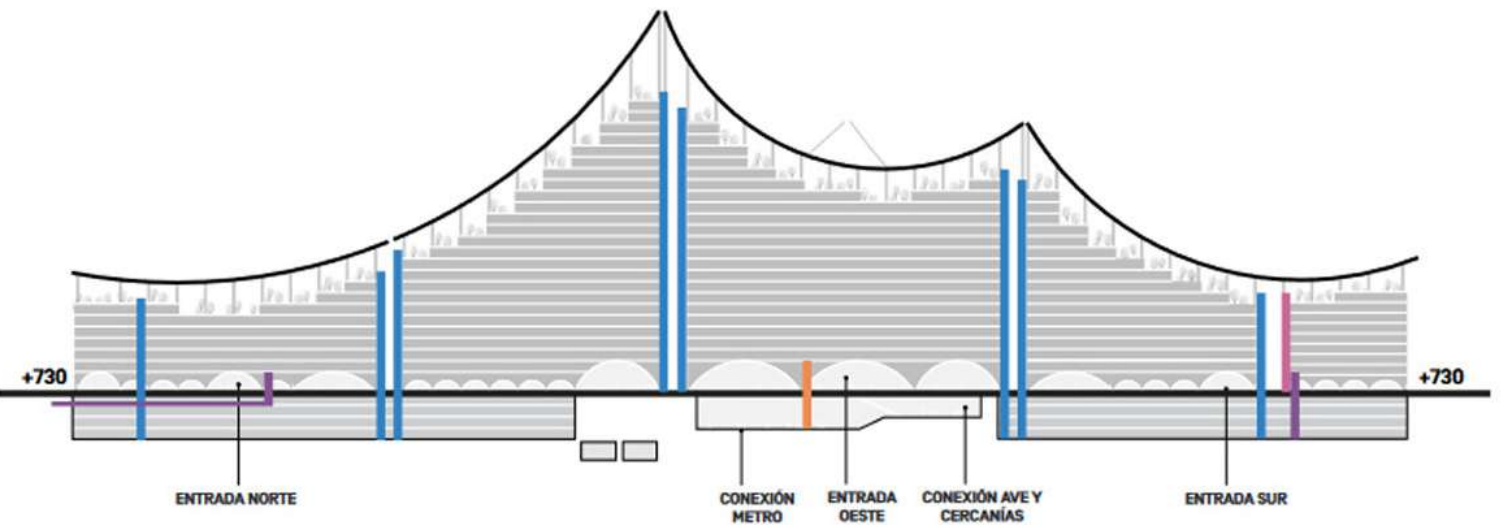 +730
+730
ENTRADA NORTE
CONEXIÓN
METRO
ENTRADA
OESTE
CONEXIÓN AVE Y
CERCANÍAS
ENTRADA SUR